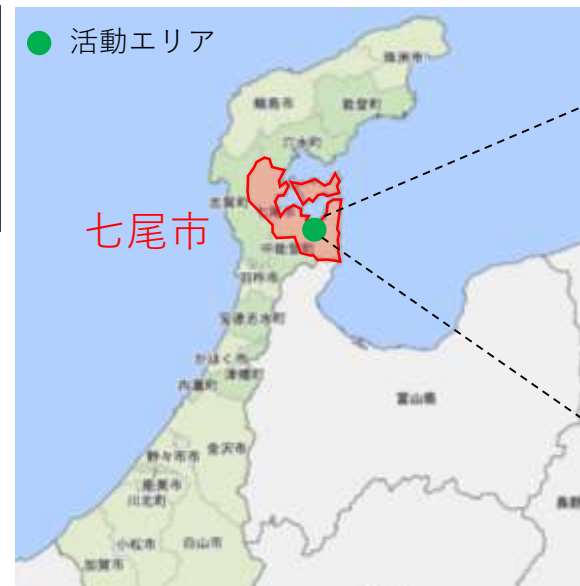 活動エリア
珠洲市
輪島市
能登町
穴水町
志賀町
七尾市
中能登町
羽咋市
宝達志水町
かほく市
津幡町
内灘町
富山県
金沢市
野々市市
能美市
川北町
小松市
白山市
加賀市